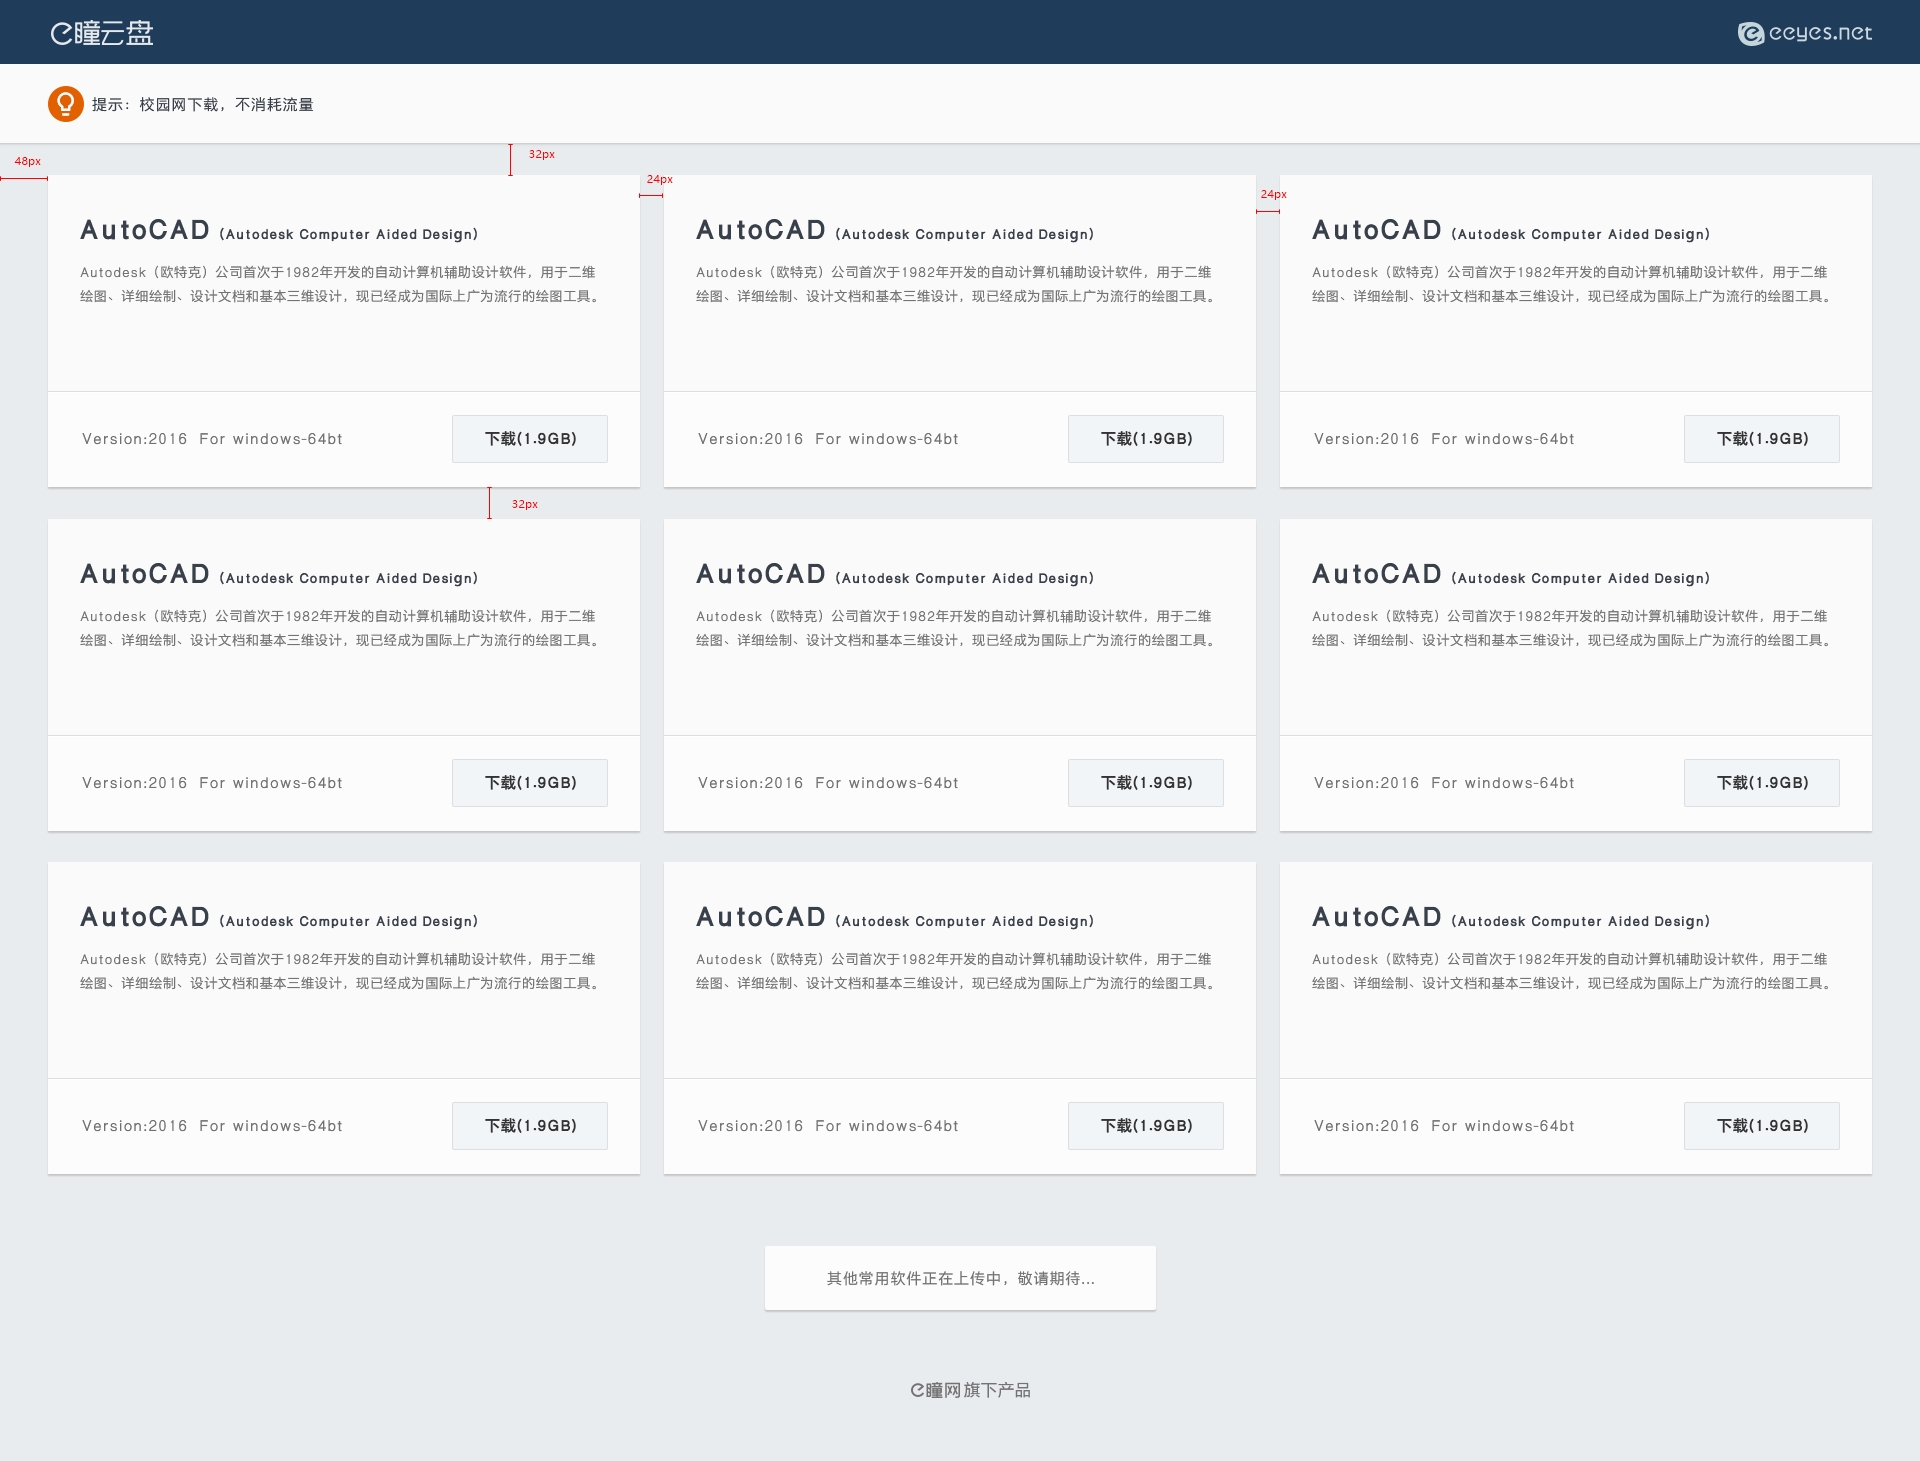 e瞳云盘
eeyes.net
提示：校园网下载，不消耗流量
48px
32px
24px
24px
AutoCAD（Autodesk Computer Aided Design）
Autodesk（欧特克）公司首次于1982年开发的自动计算机辅助设计软件，用于二维
绘图、详细绘制、设计文档和基本三维设计，现已经成为国际上广为流行的绘图工具。
Version:2016 For windows-64bt
下载(1.9GB)
AutoCAD（Autodesk Computer Aided Design）
Autodesk（欧特克）公司首次于1982年开发的自动计算机辅助设计软件，用于二维
绘图、详细绘制、设计文档和基本三维设计，现已经成为国际上广为流行的绘图工具。
Version:2016 For windows-64bt
下载(1.9GB)
AutoCAD（Autodesk Computer Aided Design）
Autodesk（欧特克）公司首次于1982年开发的自动计算机辅助设计软件，用于二维
绘图、详细绘制、设计文档和基本三维设计，现已经成为国际上广为流行的绘图工具。
Version:2016 For windows-64bt
下载(1.9GB)
32px
AutoCAD（Autodesk Computer Aided Design）
Autodesk（欧特克）公司首次于1982年开发的自动计算机辅助设计软件，用于二维
绘图、详细绘制、设计文档和基本三维设计，现已经成为国际上广为流行的绘图工具。
Version:2016 For windows-64bt
下载(1.9GB)
AutoCAD（Autodesk Computer Aided Design）
Autodesk（欧特克）公司首次于1982年开发的自动计算机辅助设计软件，用于二维
绘图、详细绘制、设计文档和基本三维设计，现已经成为国际上广为流行的绘图工具。
Version:2016 For windows-64bt
下载(1.9GB)
AutoCAD（Autodesk Computer Aided Design）
Autodesk（欧特克）公司首次于1982年开发的自动计算机辅助设计软件，用于二维
绘图、详细绘制、设计文档和基本三维设计，现已经成为国际上广为流行的绘图工具。
Version:2016 For windows-64bt
下载(1.9GB)
AutoCAD（Autodesk Computer Aided Design）
Autodesk（欧特克）公司首次于1982年开发的自动计算机辅助设计软件，用于二维
绘图、详细绘制、设计文档和基本三维设计，现已经成为国际上广为流行的绘图工具。
Version:2016 For windows-64bt
下载(1.9GB)
AutoCAD（Autodesk Computer Aided Design）
Autodesk（欧特克）公司首次于1982年开发的自动计算机辅助设计软件，用于二维
绘图、详细绘制、设计文档和基本三维设计，现已经成为国际上广为流行的绘图工具。
Version:2016 For windows-64bt
下载(1.9GB)
AutoCAD（Autodesk Computer Aided Design）
Autodesk（欧特克）公司首次于1982年开发的自动计算机辅助设计软件，用于二维
绘图、详细绘制、设计文档和基本三维设计，现已经成为国际上广为流行的绘图工具。
Version:2016 For windows-64bt
下载(1.9GB)
其他常用软件正在上传中，敬请期待...
e瞳网旗下产品